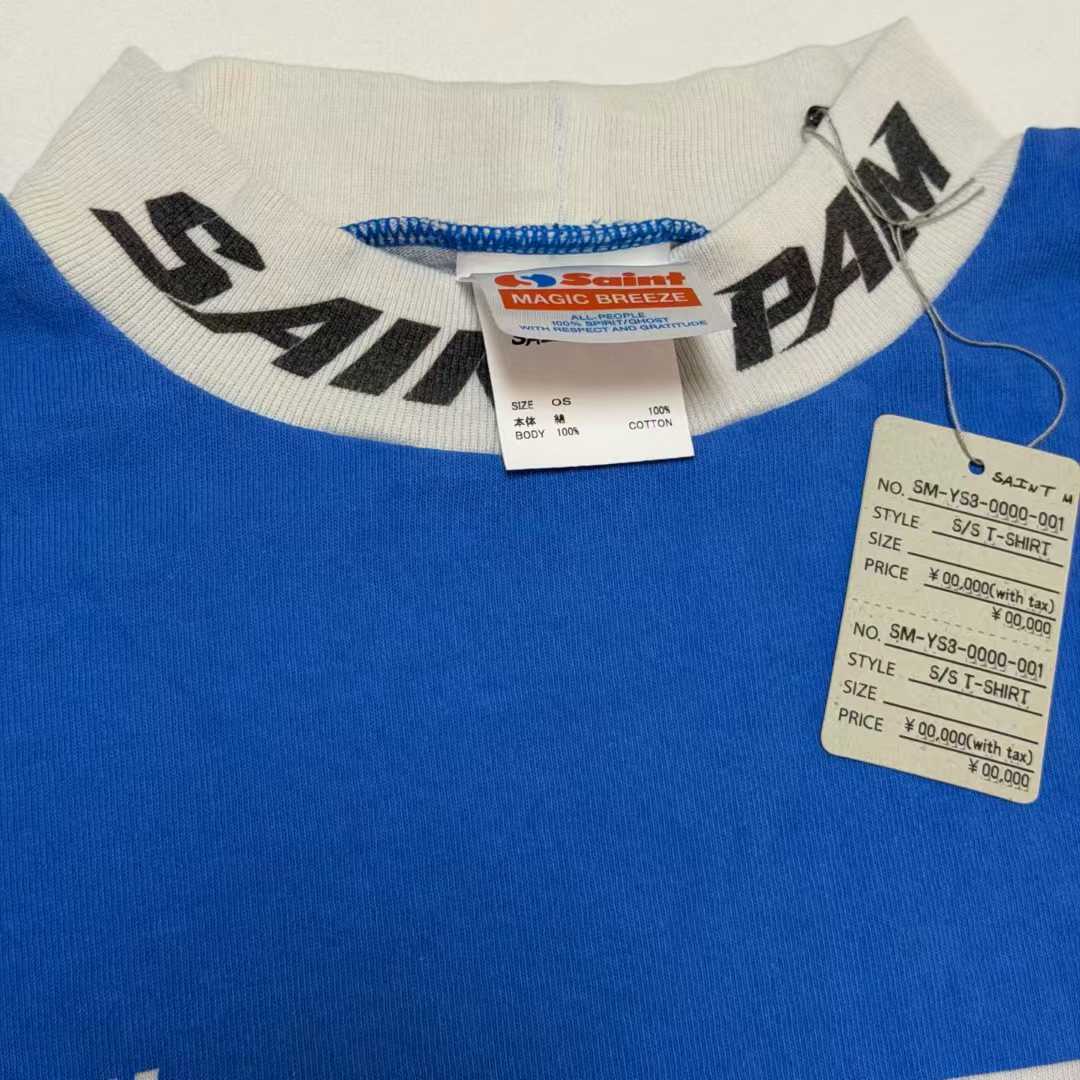 SAIN PAM
Saint
MAGIC BREEZE
ALL-PEOPLE
100% SPIRIT/GHOST
WITH RESPECT AND GRATITUDE
SIZE OS
本体 綿 100%
BODY 100% COTTON
SAINT M
NO. SM-YS3-0000-001
STYLE S/S T-SHIRT
SIZE
PRICE ¥00,000(with tax)
¥00,000
NO. SM-YS3-0000-001
STYLE S/S T-SHIRT
SIZE
PRICE ¥00,000(with tax)
¥00,000